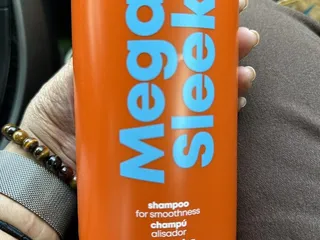 Mega
Sleek
shampoo
for smoothness
champú
alisador